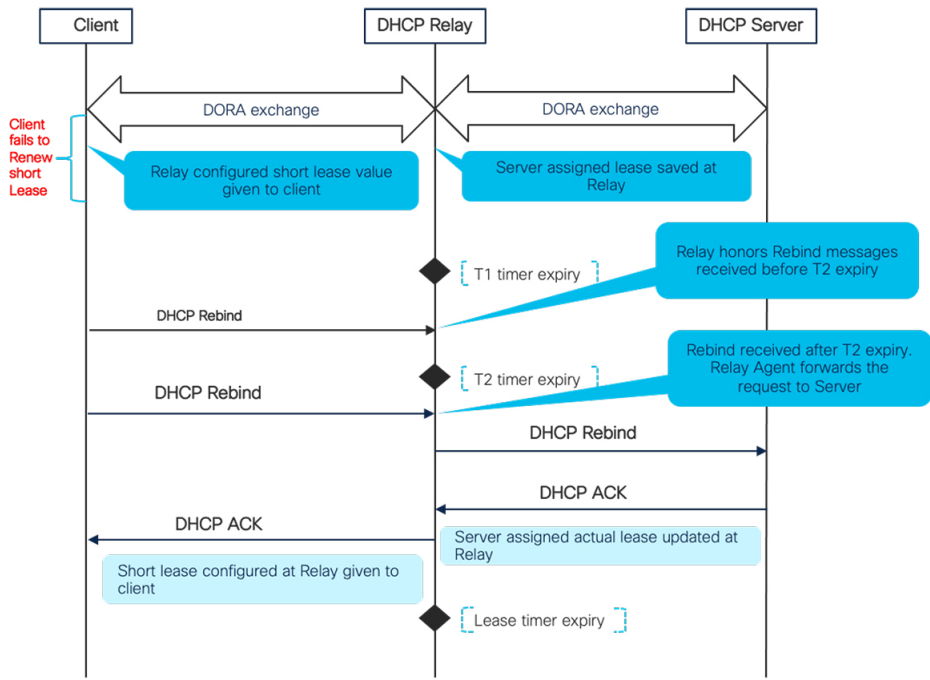 Client
DHCP Relay
DHCP Server
DORA exchange
DORA exchange
Client
fails to
Renew
short
Lease
Relay configured short lease value
given to client
Server assigned lease saved at
Relay
Relay honors Rebind messages
received before T2 expiry
T1 timer expiry
DHCP Rebind
Rebind received after T2 expiry.
Relay Agent forwards the
request to Server
T2 timer expiry
DHCP Rebind
DHCP Rebind
DHCP ACK
DHCP ACK
Server assigned actual lease updated at
Relay
Short lease configured at Relay given to
client
Lease timer expiry